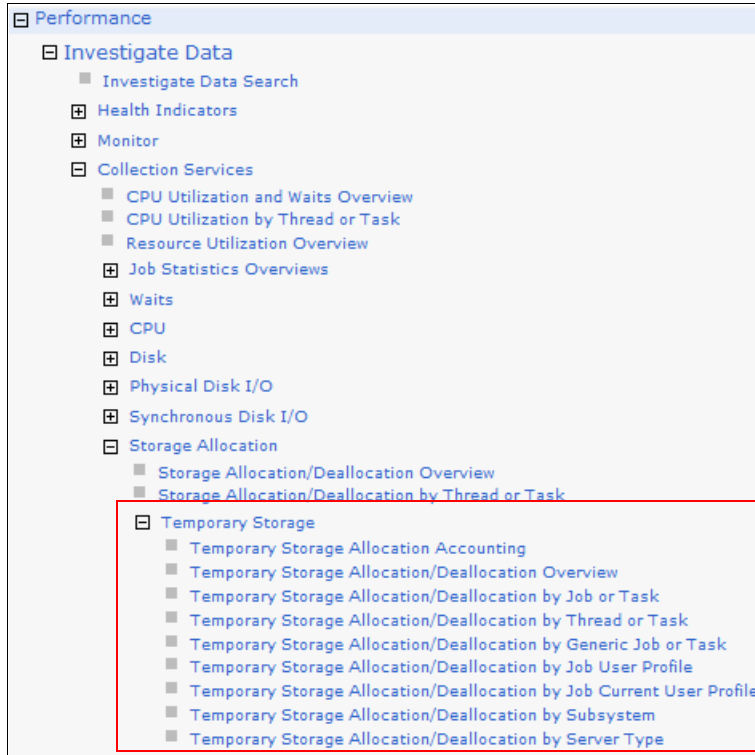 Performance
Investigate Data
Investigate Data Search
Health Indicators
Monitor
Collection Services
CPU Utilization and Waits Overview
CPU Utilization by Thread or Task
Resource Utilization Overview
Job Statistics Overviews
Waits
CPU
Disk
Physical Disk I/O
Synchronous Disk I/O
Storage Allocation
Storage Allocation/Deallocation Overview
Storage Allocation/Deallocation by Thread or Task
Temporary Storage
Temporary Storage Allocation Accounting
Temporary Storage Allocation/Deallocation Overview
Temporary Storage Allocation/Deallocation by Job or Task
Temporary Storage Allocation/Deallocation by Thread or Task
Temporary Storage Allocation/Deallocation by Generic Job or Task
Temporary Storage Allocation/Deallocation by Job User Profile
Temporary Storage Allocation/Deallocation by Job Current User Profile
Temporary Storage Allocation/Deallocation by Subsystem
Temporary Storage Allocation/Deallocation by Server Type